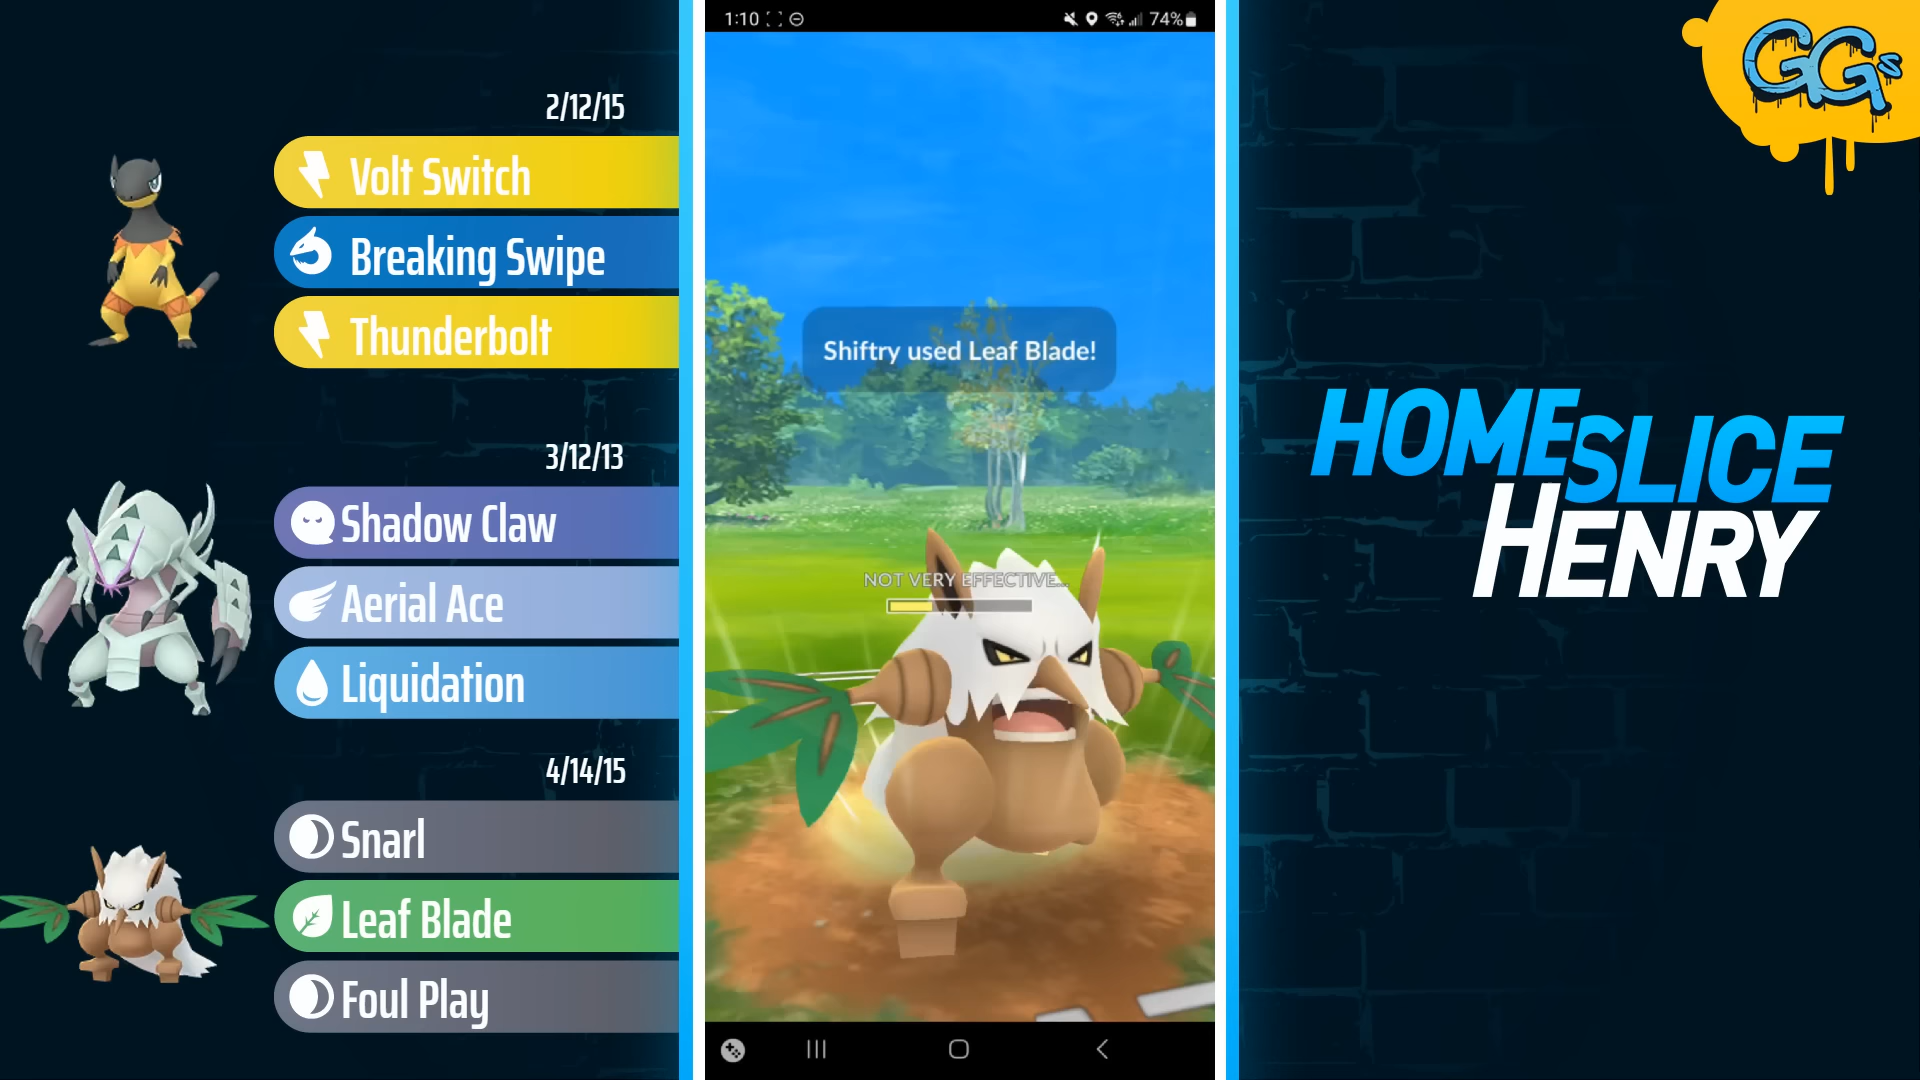 2/12/15
Volt Switch
Breaking Swipe
Thunderbolt
3/12/13
Shadow Claw
Aerial Ace
Liquidation
4/14/15
Snarl
Leaf Blade
Foul Play
1:10
74%
Shiftry used Leaf Blade!
NOT VERY EFFECTIVE...
GGs
HOMESLICE
HENRY